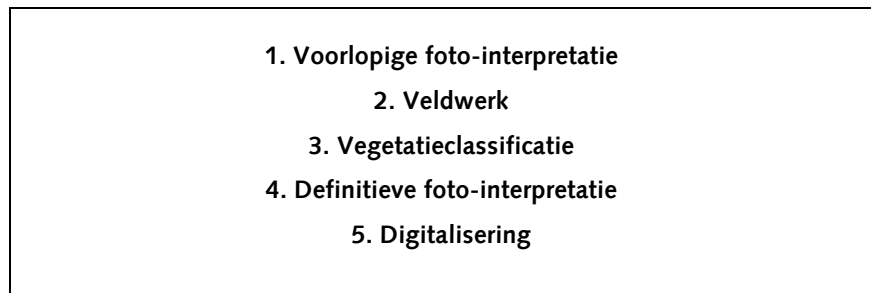 1. Voorlopige foto-interpretatie
2. Veldwerk
3. Vegetatieclassificatie
4. Definitieve foto-interpretatie
5. Digitalisering